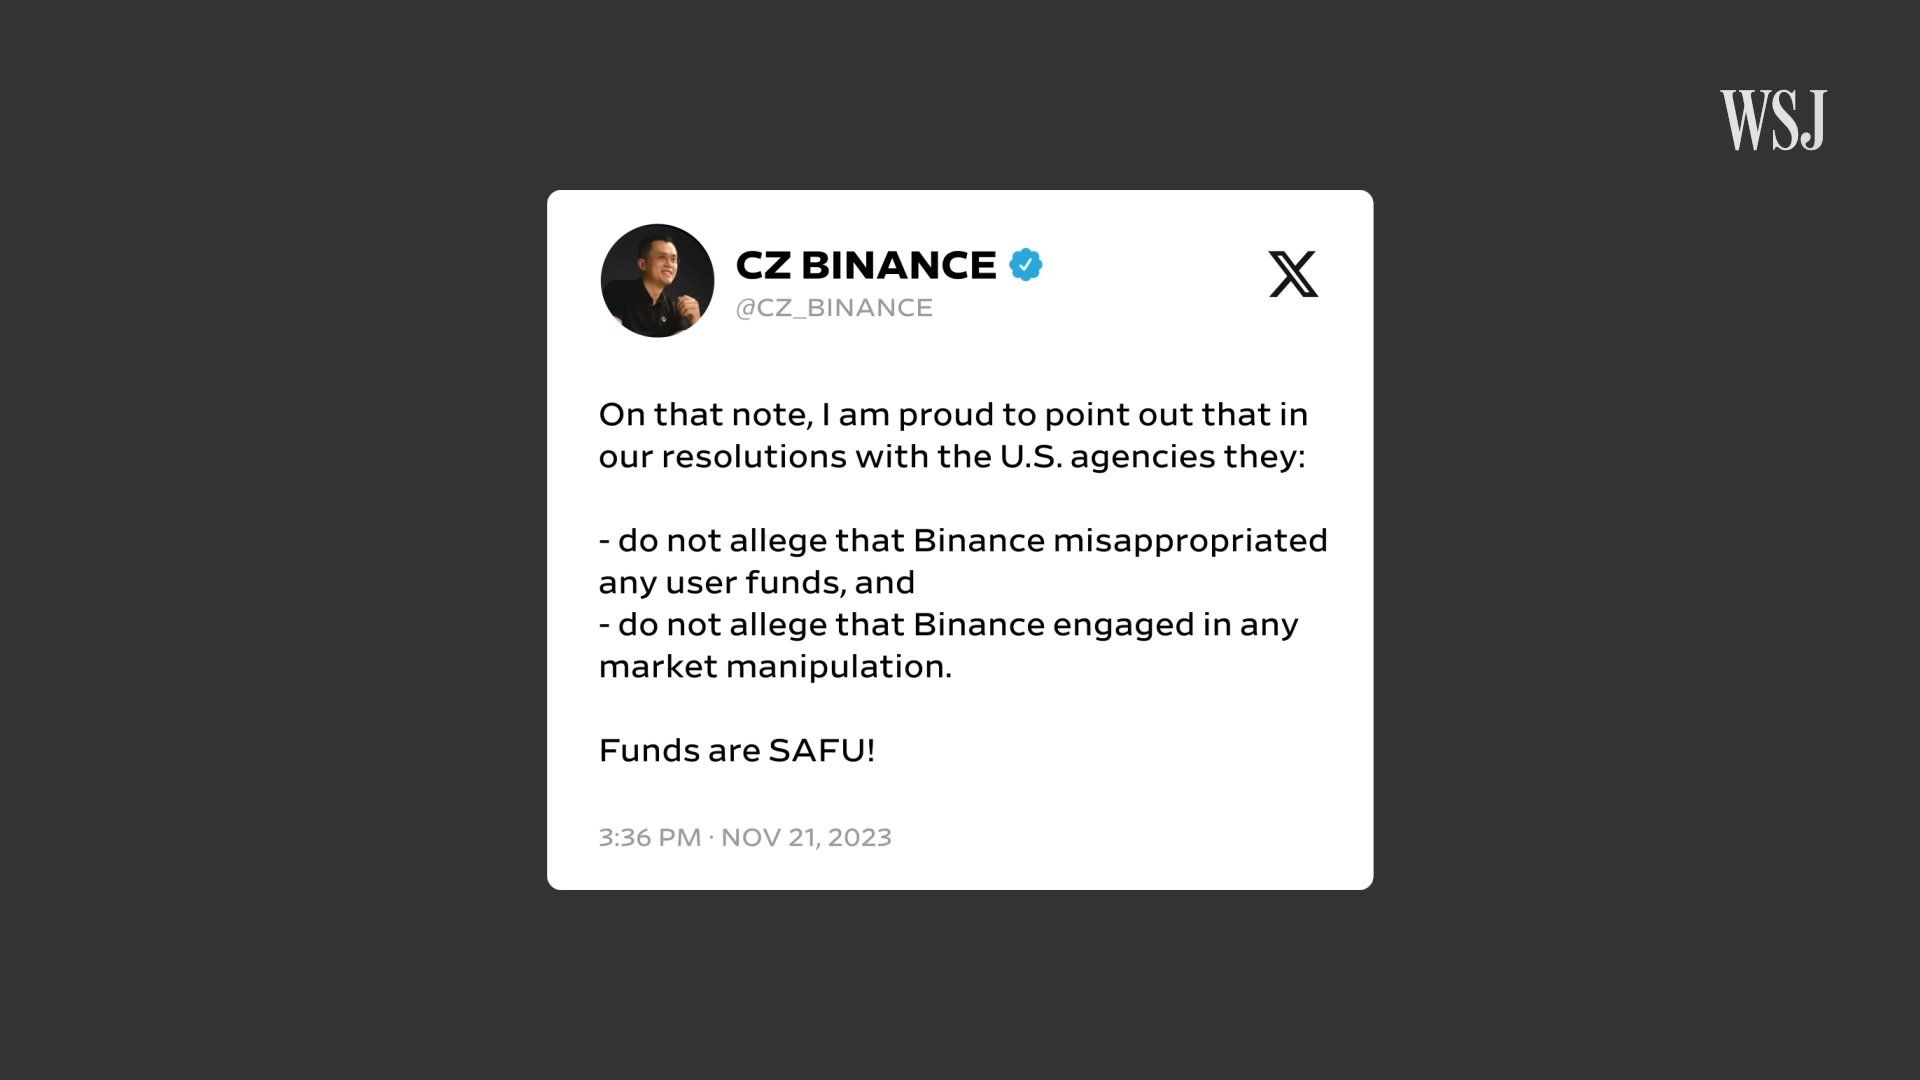 WSJ
CZ BINANCE
@CZ_BINANCE
On that note, I am proud to point out that in
our resolutions with the U.S. agencies they:
- do not allege that Binance misappropriated
any user funds, and
- do not allege that Binance engaged in any
market manipulation.
Funds are SAFU!
3:36 PM · NOV 21, 2023